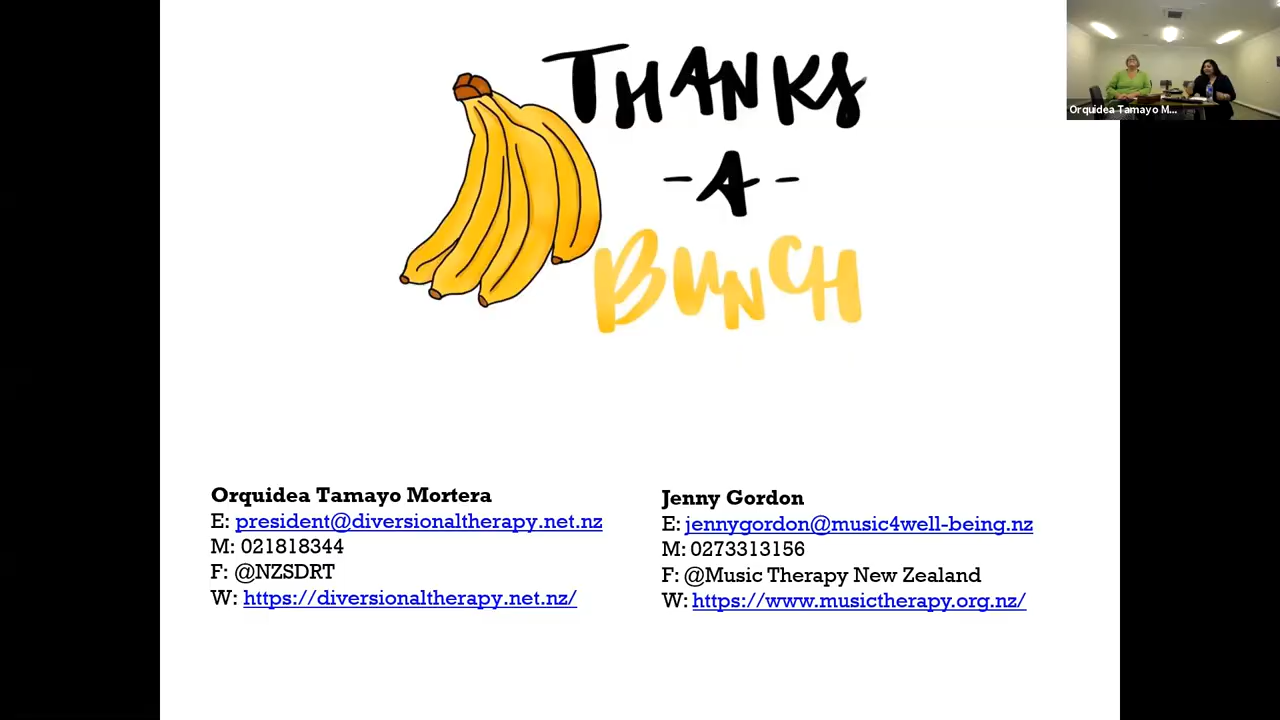 THANKS
-A-
BUNCH
Orquidea Tamayo M...
Orquidea Tamayo Mortera
E: president@diversionaltherapy.net.nz
M: 021818344
F: @NZSDRT
W: https://diversionaltherapy.net.nz/
Jenny Gordon
E: jennygordon@music4well-being.nz
M: 0273313156
F: @Music Therapy New Zealand
W: https://www.musictherapy.org.nz/